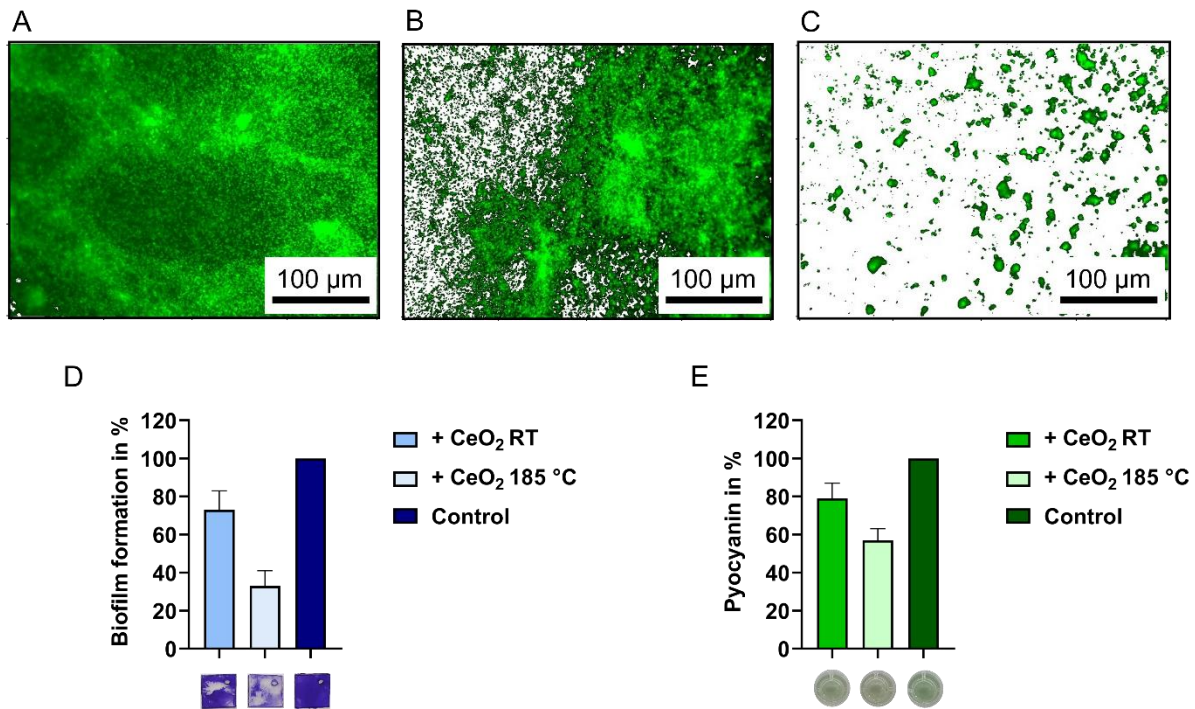 A
B
C
100 µm
100 µm
100 µm
D
E
Biofilm formation in %
120
100
80
60
40
20
0
+ CeO₂ RT
+ CeO₂ 185 °C
Control
Pyocyanin in %
120
100
80
60
40
20
0
+ CeO₂ RT
+ CeO₂ 185 °C
Control